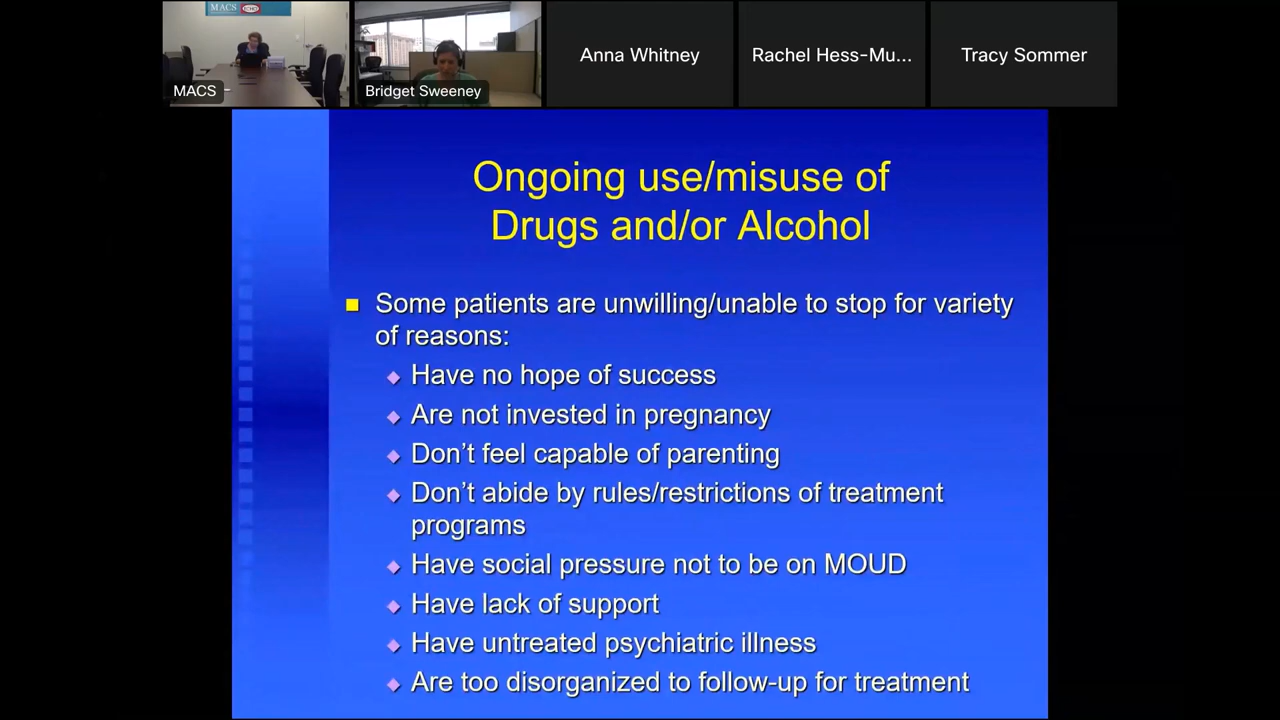 MACS
MACS
Bridget Sweeney
Anna Whitney
Rachel Hess-Mu...
Tracy Sommer
Ongoing use/misuse of
Drugs and/or Alcohol
Some patients are unwilling/unable to stop for variety
of reasons:
Have no hope of success
Are not invested in pregnancy
Don't feel capable of parenting
Don't abide by rules/restrictions of treatment
programs
Have social pressure not to be on MOUD
Have lack of support
Have untreated psychiatric illness
Are too disorganized to follow-up for treatment